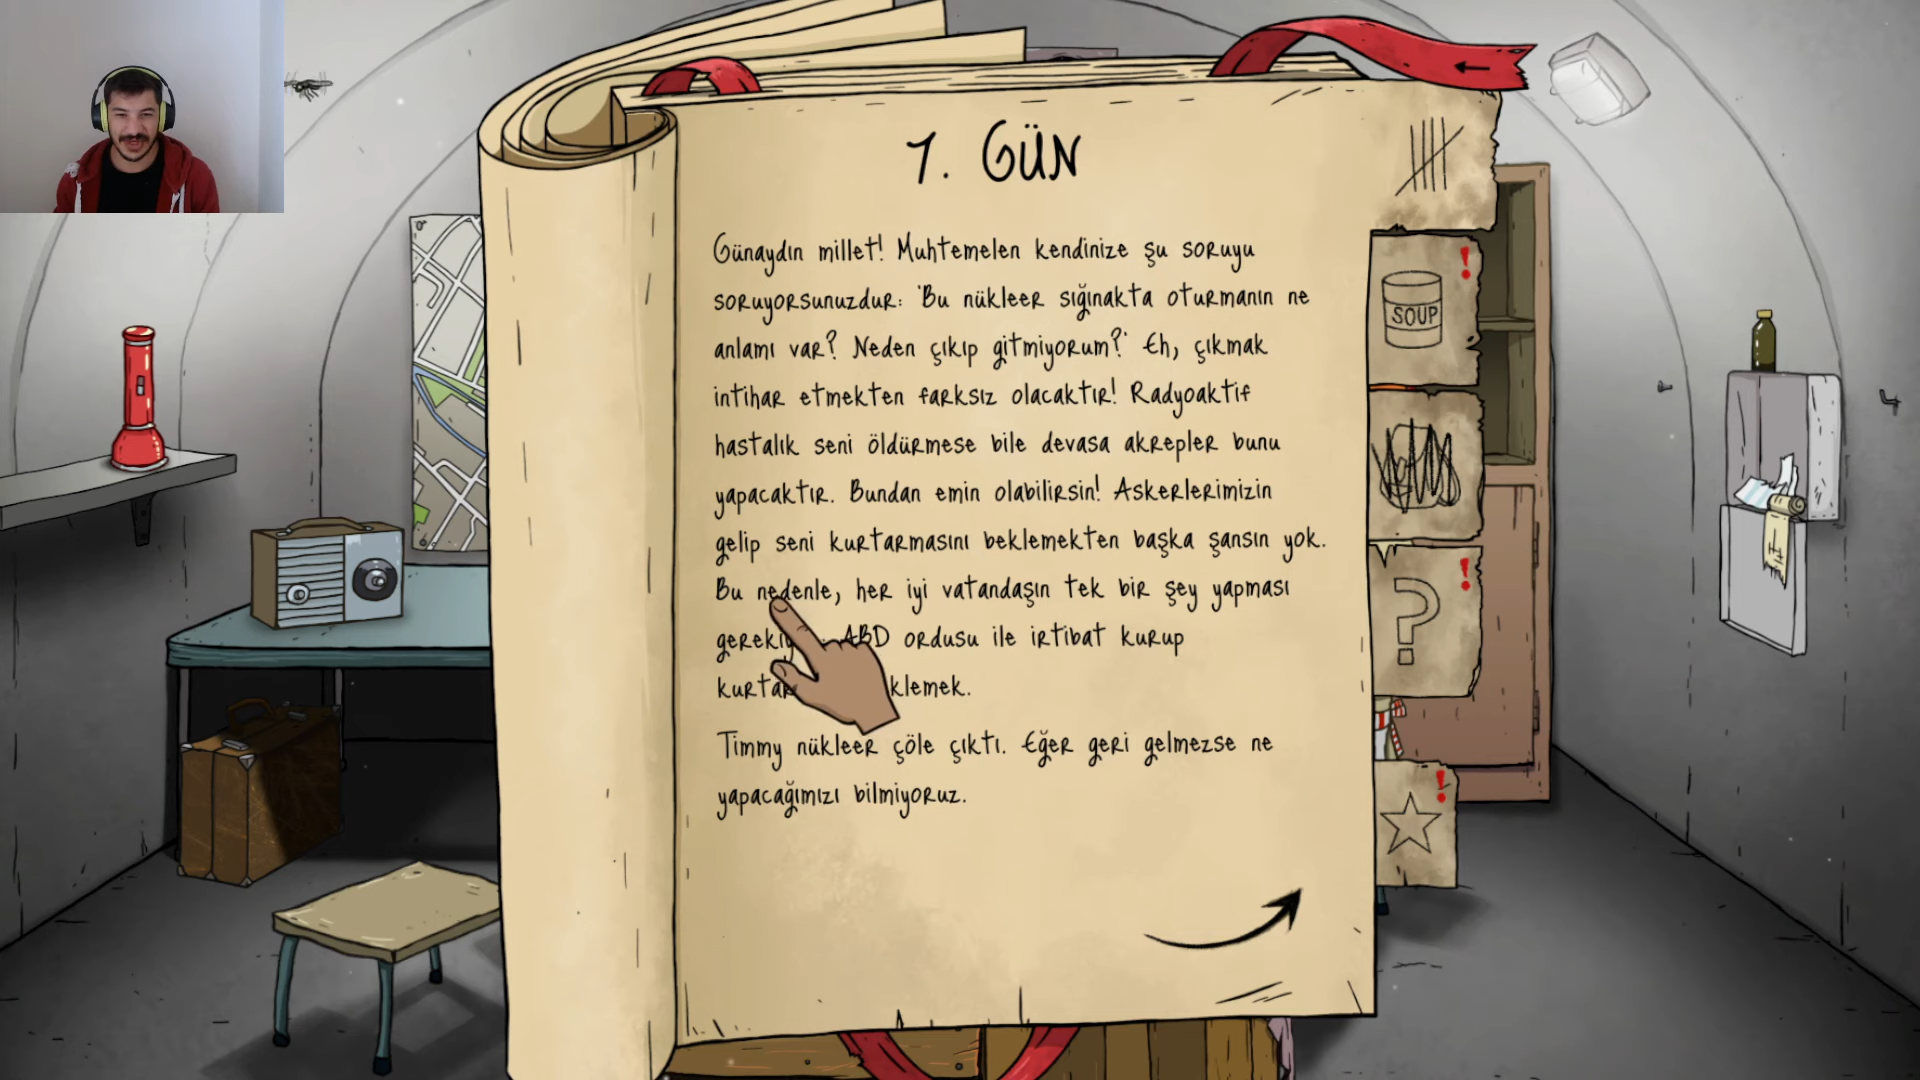 7. GÜN
Günaydın millet! Muhtemelen kendinize şu soruyu
soruyorsunuzdur: 'Bu nükleer sığınakta oturmanın ne
anlamı var? Neden çıkıp gitmiyorum?' Eh, çıkmak
intihar etmekten farksız olacaktır! Radyoaktif
hastalık seni öldürmese bile devasa akrepler bunu
yapacaktır. Bundan emin olabilirsin! Askerlerimizin
gelip seni kurtarmasını beklemekten başka şansın yok.
Bu nedenle, her iyi vatandaşın tek bir şey yapması
ABD ordusu ile irtibat kurup
Timmy nükleer çöle çıktı. Eğer geri gelmezse ne
yapacağımızı bilmiyoruz.
SOUP